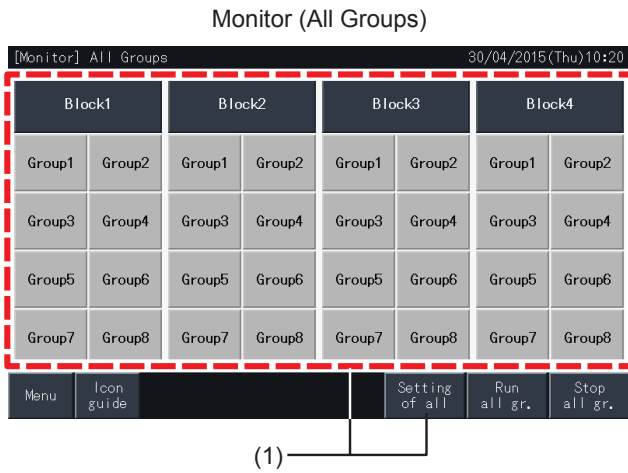 Monitor (All Groups)
[Monitor] All Groups 30/04/2015(Thu)10:20
Block1 Block2 Block3 Block4
Group1 Group2 Group1 Group2 Group1 Group2 Group1 Group2
Group3 Group4 Group3 Group4 Group3 Group4 Group3 Group4
Group5 Group6 Group5 Group6 Group5 Group6 Group5 Group6
Group7 Group8 Group7 Group8 Group7 Group8 Group7 Group8
Menu
Icon
guide
Setting
of all
Run
all gr.
Stop
all gr.
(1)